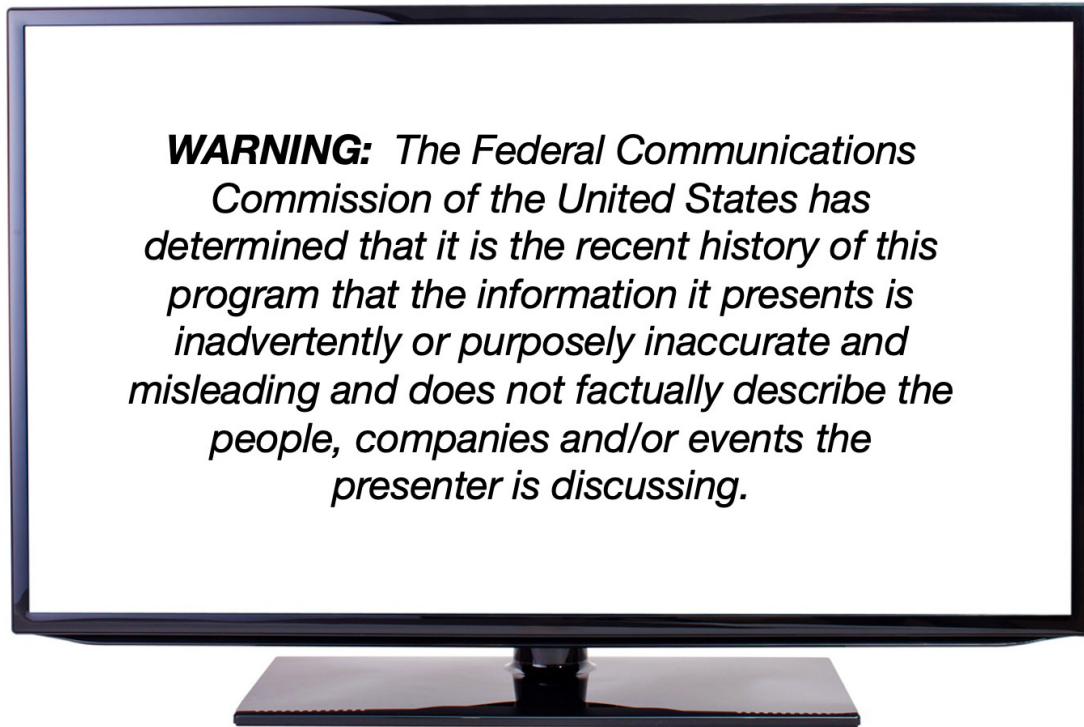 WARNING: The Federal Communications
Commission of the United States has
determined that it is the recent history of this
program that the information it presents is
inadvertently or purposely inaccurate and
misleading and does not factually describe the
people, companies and/or events the
presenter is discussing.